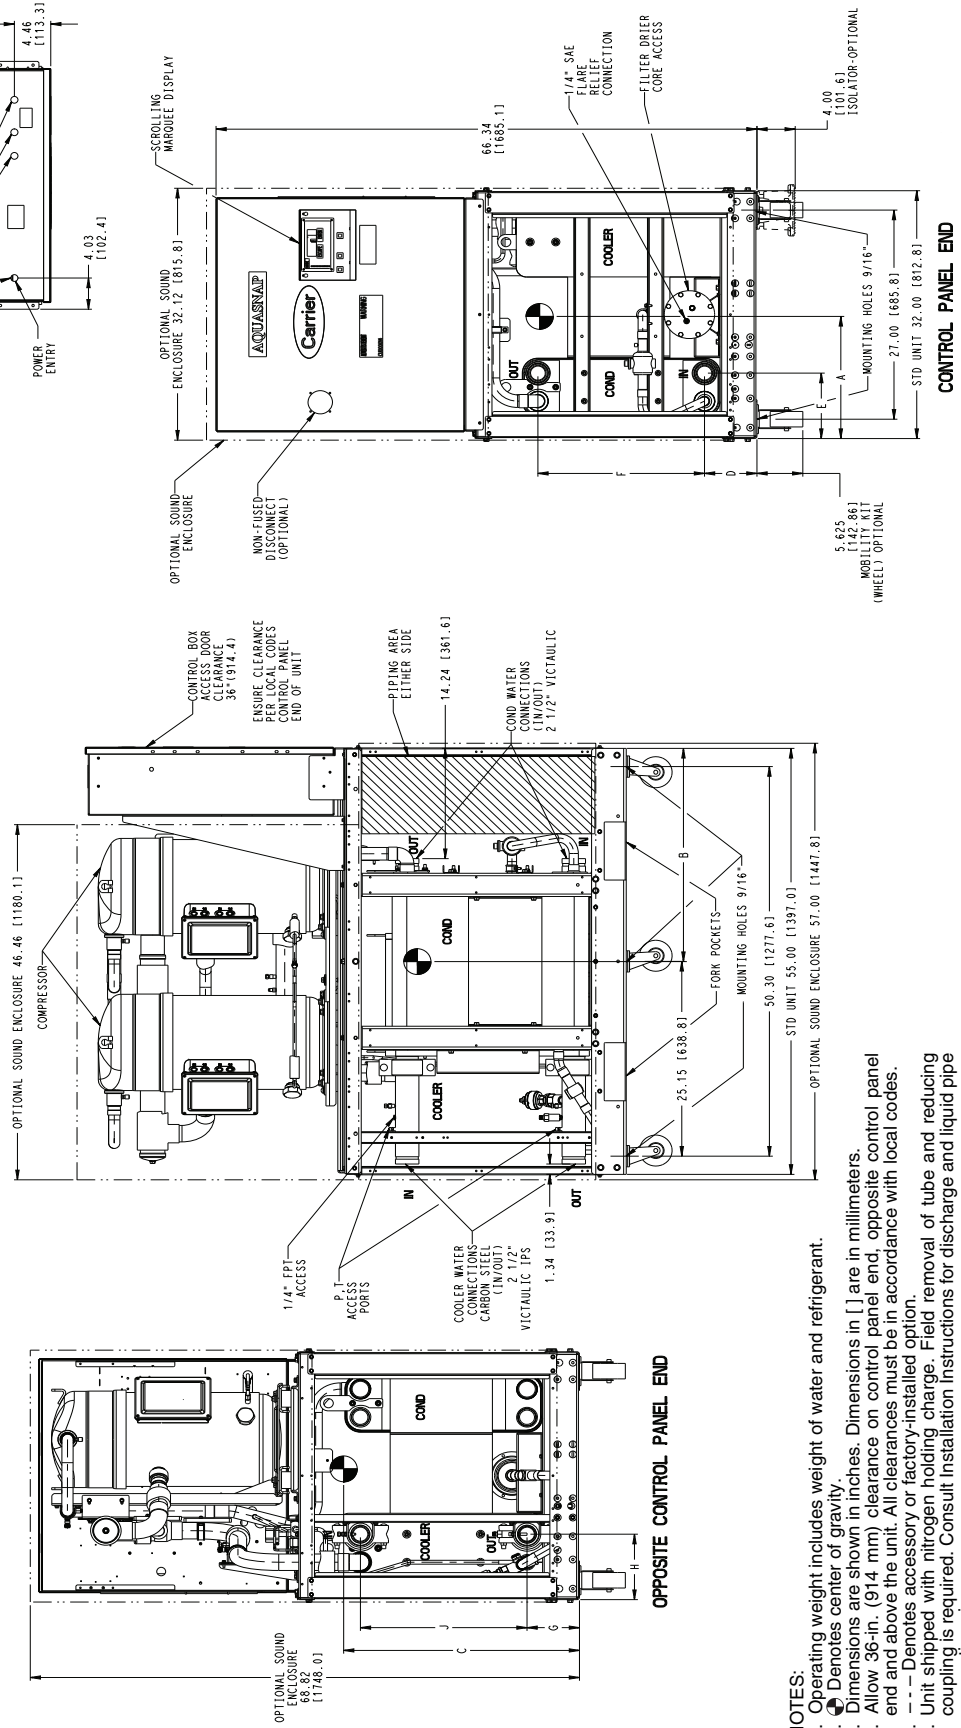 4.46
[113.3]
4.03
[102.4]
POWER
ENTRY
SCROLLING
MARQUEE DISPLAY
OPTIONAL SOUND
ENCLOSURE 32.12 [815.8]
OPTIONAL SOUND
ENCLOSURE
NON-FUSED
DISCONNECT
(OPTIONAL)
AQUASNAP
Carrier
66.34
[1685.1]
1/4" SAE
FLARE
RELIEF
CONNECTION
FILTER DRIER
CORE ACCESS
4.00
[101.6]
ISOLATOR-OPTIONAL
OUT
COOLER
COND
IN
F
D
E
A
MOUNTING HOLES 9/16"
27.00 [685.8]
STD UNIT 32.00 [812.8]
5.625
[142.86]
MOBILITY KIT
(WHEEL) OPTIONAL
CONTROL PANEL END
OPTIONAL SOUND ENCLOSURE 46.46 [1180.1]
COMPRESSOR
CONTROL BOX
ACCESS DOOR
CLEARANCE
36"(914.4)
ENSURE CLEARANCE
PER LOCAL CODES
CONTROL PANEL
END OF UNIT
PIPING AREA
EITHER SIDE
14.24 [361.6]
COND WATER
CONNECTIONS
(IN/OUT)
2 1/2" VICTAULIC
OUT
IN
COND
COOLER
IN
OUT
1/4" FPT
ACCESS
P,T
ACCESS
PORTS
COOLER WATER
CONNECTIONS
CARBON STEEL
(IN/OUT)
2 1/2"
VICTAULIC IPS
1.34 [33.9]
B
FORK POCKETS
25.15 [638.8]
MOUNTING HOLES 9/16"
50.30 [1277.6]
STD UNIT 55.00 [1397.0]
OPTIONAL SOUND ENCLOSURE 57.00 [1447.8]
OPTIONAL SOUND
ENCLOSURE
68.82
[1748.0]
COND
COOLER
OUT
J
C
G
H
OPPOSITE CONTROL PANEL END
NOTES:
. Operating weight includes weight of water and refrigerant.
. Denotes center of gravity.
. Dimensions are shown in inches. Dimensions in [ ] are in millimeters.
. Allow 36-in. (914 mm) clearance on control panel end, opposite control panel
end and above the unit. All clearances must be in accordance with local codes.
. – - – Denotes accessory or factory-installed option.
. Unit shipped with nitrogen holding charge. Field removal of tube and reducing
coupling is required. Consult Installation Instructions for discharge and liquid pipe